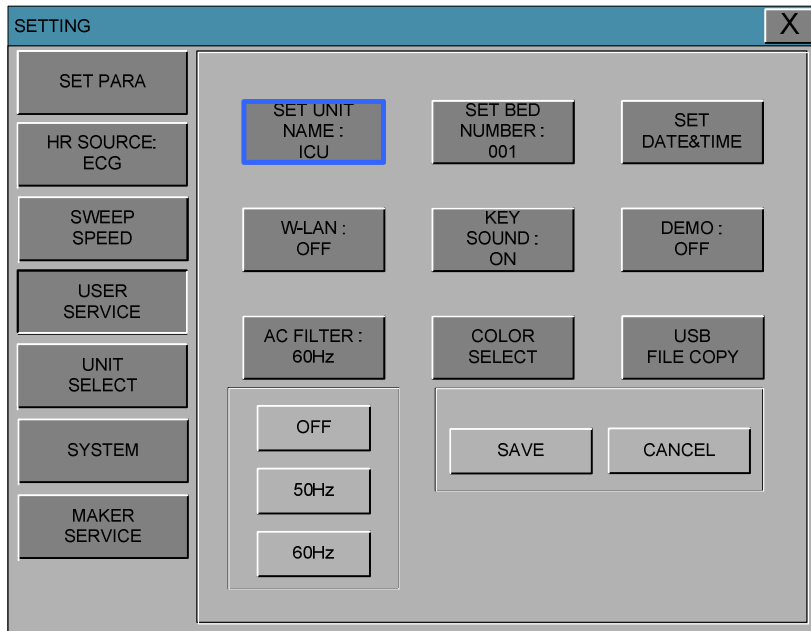 SETTING
X
SET PARA
HR SOURCE:
ECG
SWEEP
SPEED
USER
SERVICE
UNIT
SELECT
SYSTEM
MAKER
SERVICE
SET UNIT
NAME :
ICU
SET BED
NUMBER :
001
SET
DATE&TIME
W-LAN :
OFF
KEY
SOUND :
ON
DEMO :
OFF
AC FILTER :
60Hz
COLOR
SELECT
USB
FILE COPY
OFF
50Hz
60Hz
SAVE
CANCEL